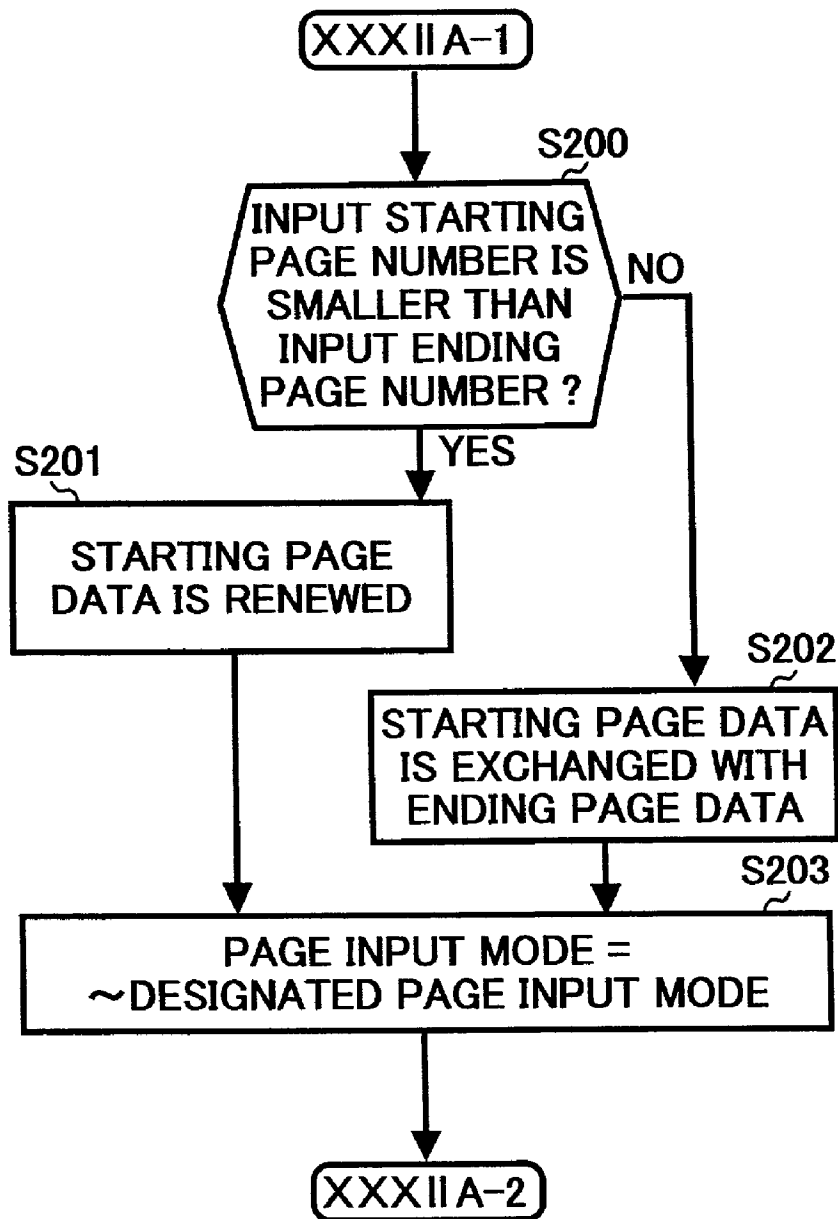 XXXIIA-1
S200
INPUT STARTING
PAGE NUMBER IS
SMALLER THAN
INPUT ENDING
PAGE NUMBER ?
NO
YES
S201
STARTING PAGE
DATA IS RENEWED
S202
STARTING PAGE DATA
IS EXCHANGED WITH
ENDING PAGE DATA
S203
PAGE INPUT MODE =
~DESIGNATED PAGE INPUT MODE
XXXIIA-2